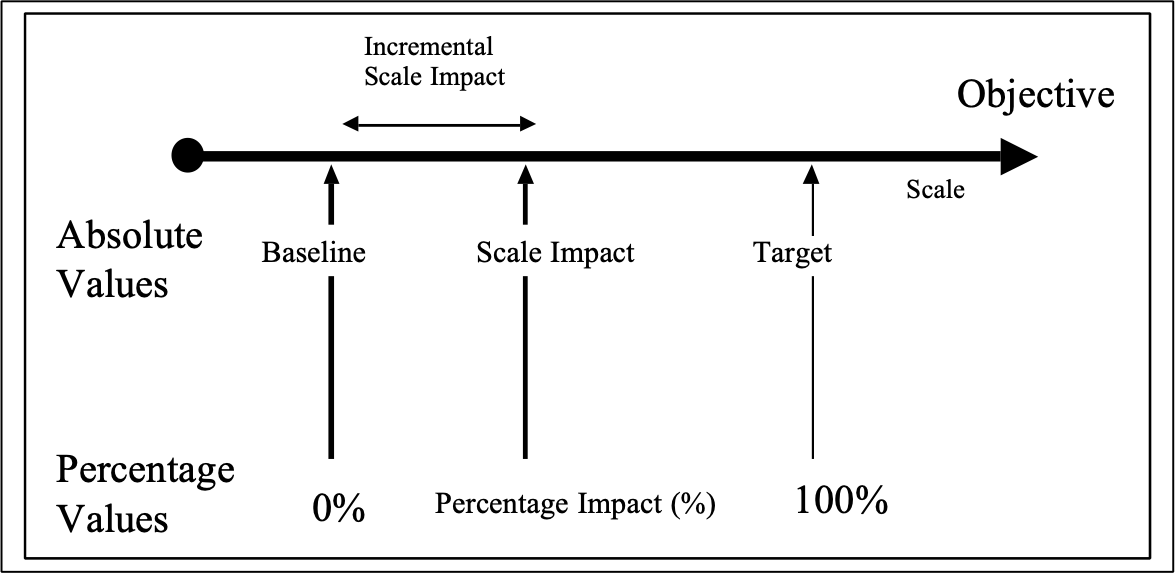 Incremental
Scale Impact
Objective
Scale
Absolute
Values
Baseline
Scale Impact
Target
Percentage
Values
0%
Percentage Impact (%)
100%